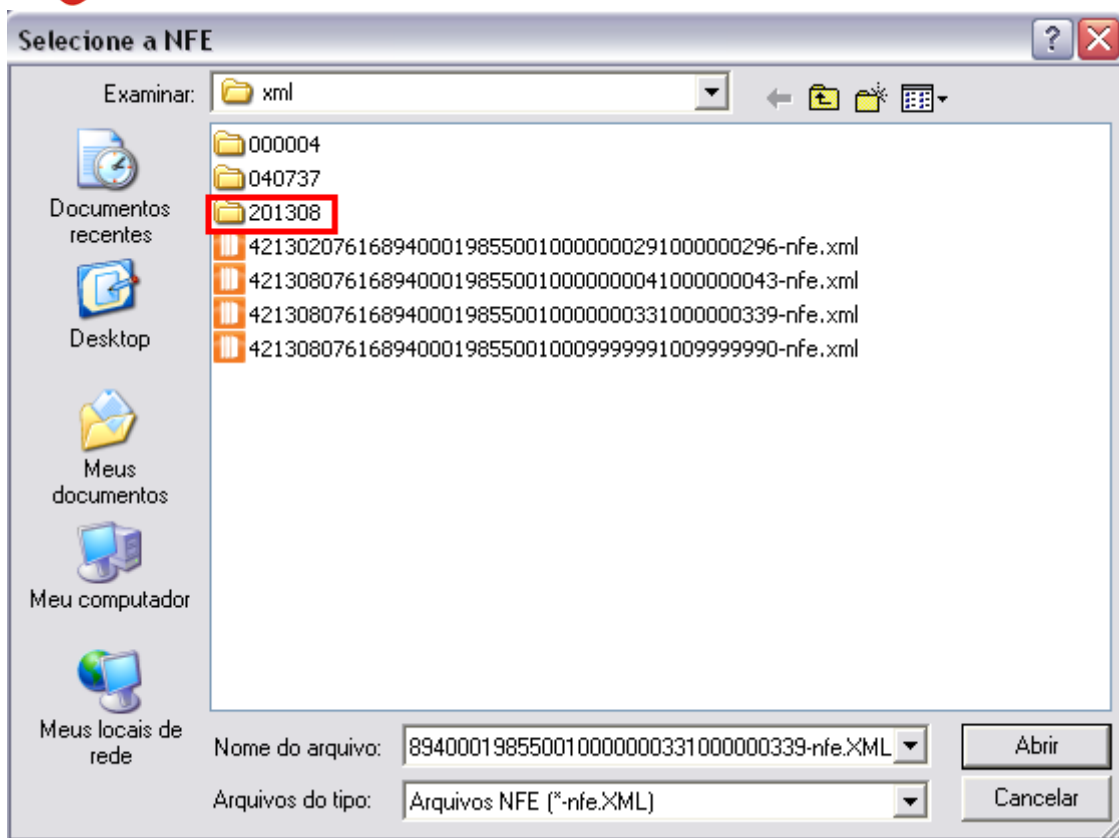 Selecione a NFE
Examinar: xml
000004
040737
201308
42130207616894000198550010000000291000000296-nfe.xml
42130807616894000198550010000000041000000043-nfe.xml
42130807616894000198550010000000331000000339-nfe.xml
42130807616894000198550010009999991009999990-nfe.xml
Documentos
recentes
Desktop
Meus
documentos
Meu computador
Meus locais de
rede
Nome do arquivo: 894000198550010000000331000000339-nfe.XML Abrir
Arquivos do tipo: Arquivos NFE (*-nfe.XML) Cancelar